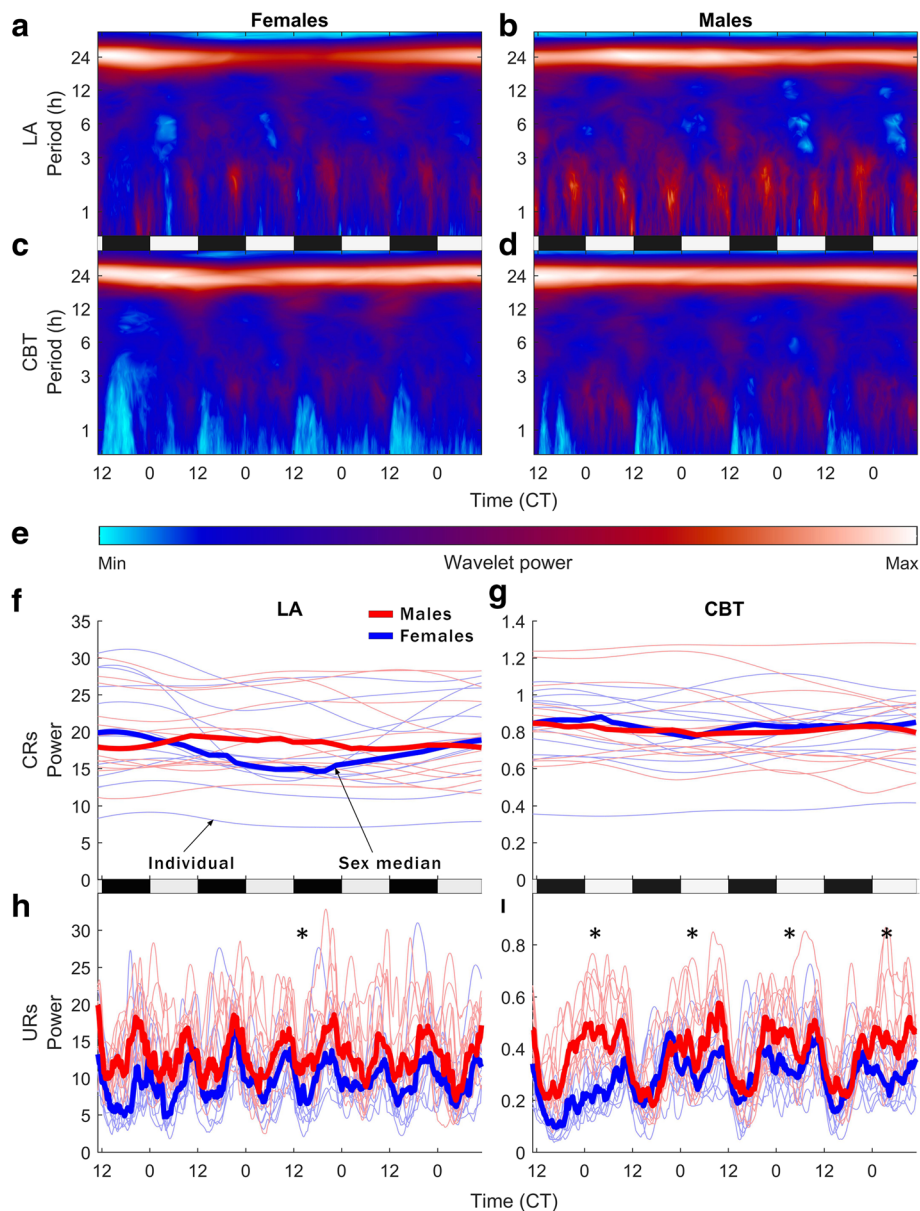 a Females b Males
24
12
6
3
1
LA
Period (h)
24
12
6
3
1
c d
24
12
6
3
1
CBT
Period (h)
24
12
6
3
1
12 0 12 0 12 0 12 0 12 0 12 0 12 0 12 0
Time (CT)
e
Min Wavelet power Max
f LA g CBT
Males
Females
35
30
25
20
15
10
5
0
CRs
Power
Individual Sex median
1.4
1.2
1
0.8
0.6
0.4
0.2
0
h i
* * * * *
30
25
20
15
10
5
0
URs
Power
0.8
0.6
0.4
0.2
0
12 0 12 0 12 0 12 0 12 0 12 0 12 0 12 0
Time (CT)